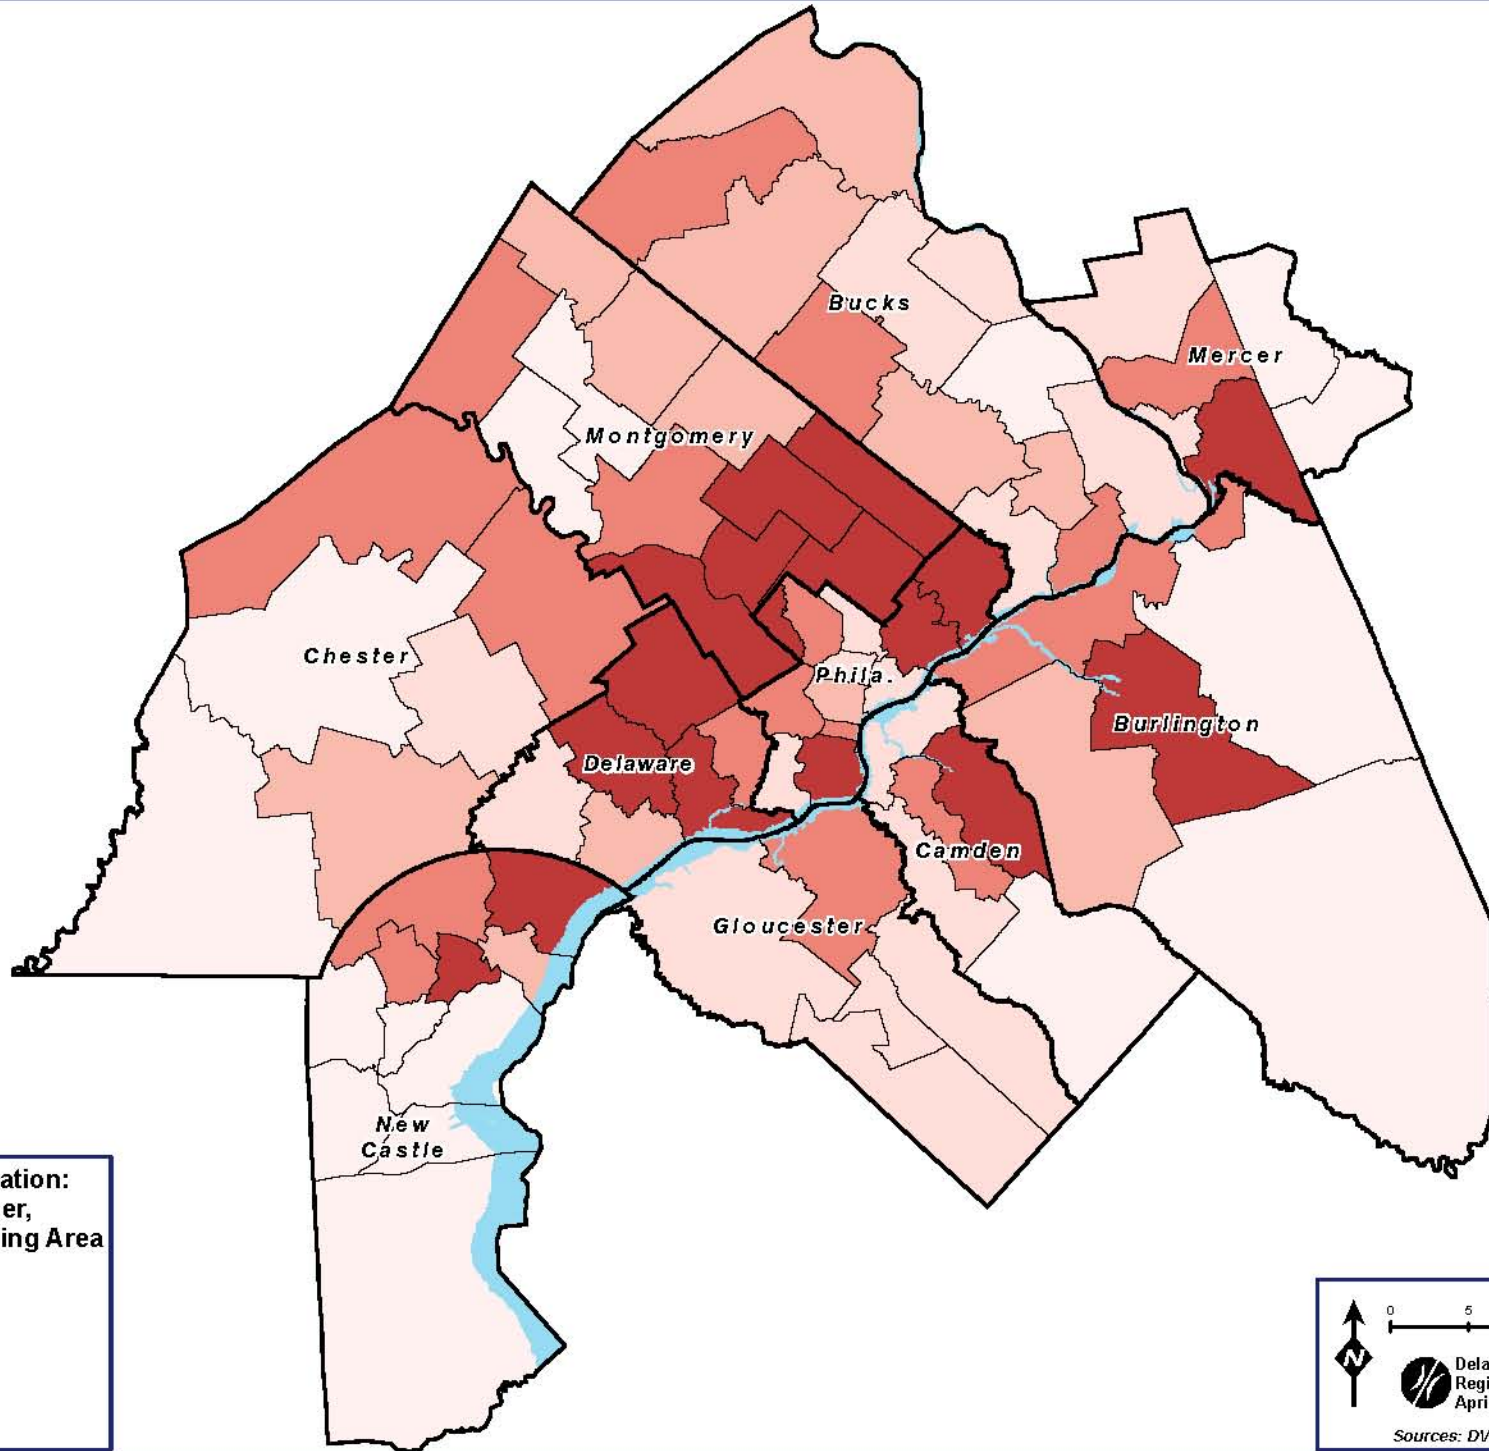 Bucks
Mercer
Montgomery
Chester
Phila.
Burlington
Delaware
Camden
Gloucester
New
Castle
ation:
er,
ing Area
0 5
N
Dela
Regi
Apri
Sources: DV